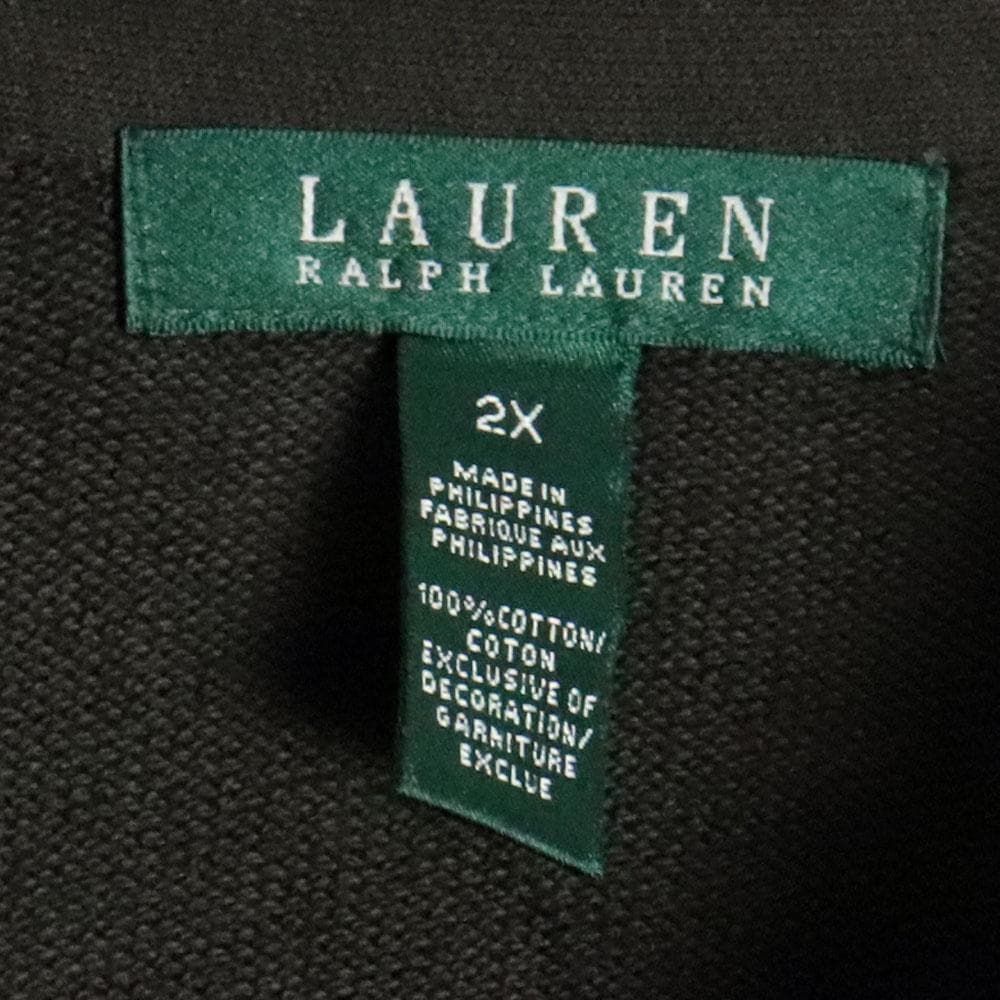 LAUREN
RALPH LAUREN
2X
MADE IN
PHILIPPINES
FABRIQUE AUX
PHILIPPINES
100% COTTON/
COTON
EXCLUSIVE OF
DECORATION/
GARNITURE
EXCLUE